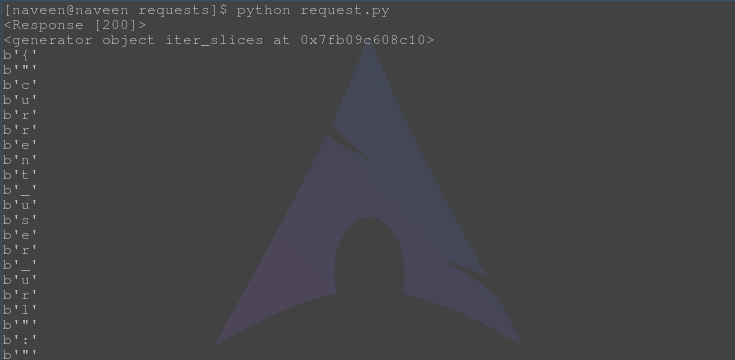 [naveen@naveen requests]$ python request.py
<Response [200]>
<generator object iter_slices at 0x7fb09c608c10>
b'{'
b'"'
b'c'
b'u'
b'r'
b'r'
b'e'
b'n'
b't'
b'_'
b'u'
b's'
b'e'
b'r'
b'_'
b'u'
b'r'
b'l'
b'"'
b':'
b'"'